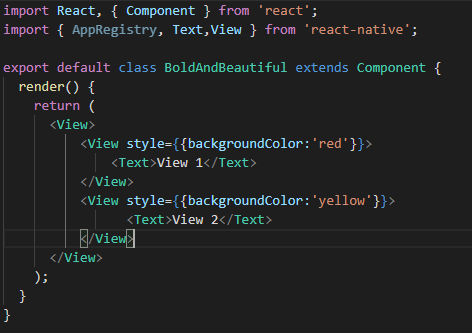 import React, { Component } from 'react';
import { AppRegistry, Text,View } from 'react-native';

export default class BoldAndBeautiful extends Component {
  render() {
    return (
      <View>
          <View style={{backgroundColor:'red'}}>
              <Text>View 1</Text>
          </View>
          <View style={{backgroundColor:'yellow'}}>
                <Text>View 2</Text>
          </View>
      </View>
    );
  }
}